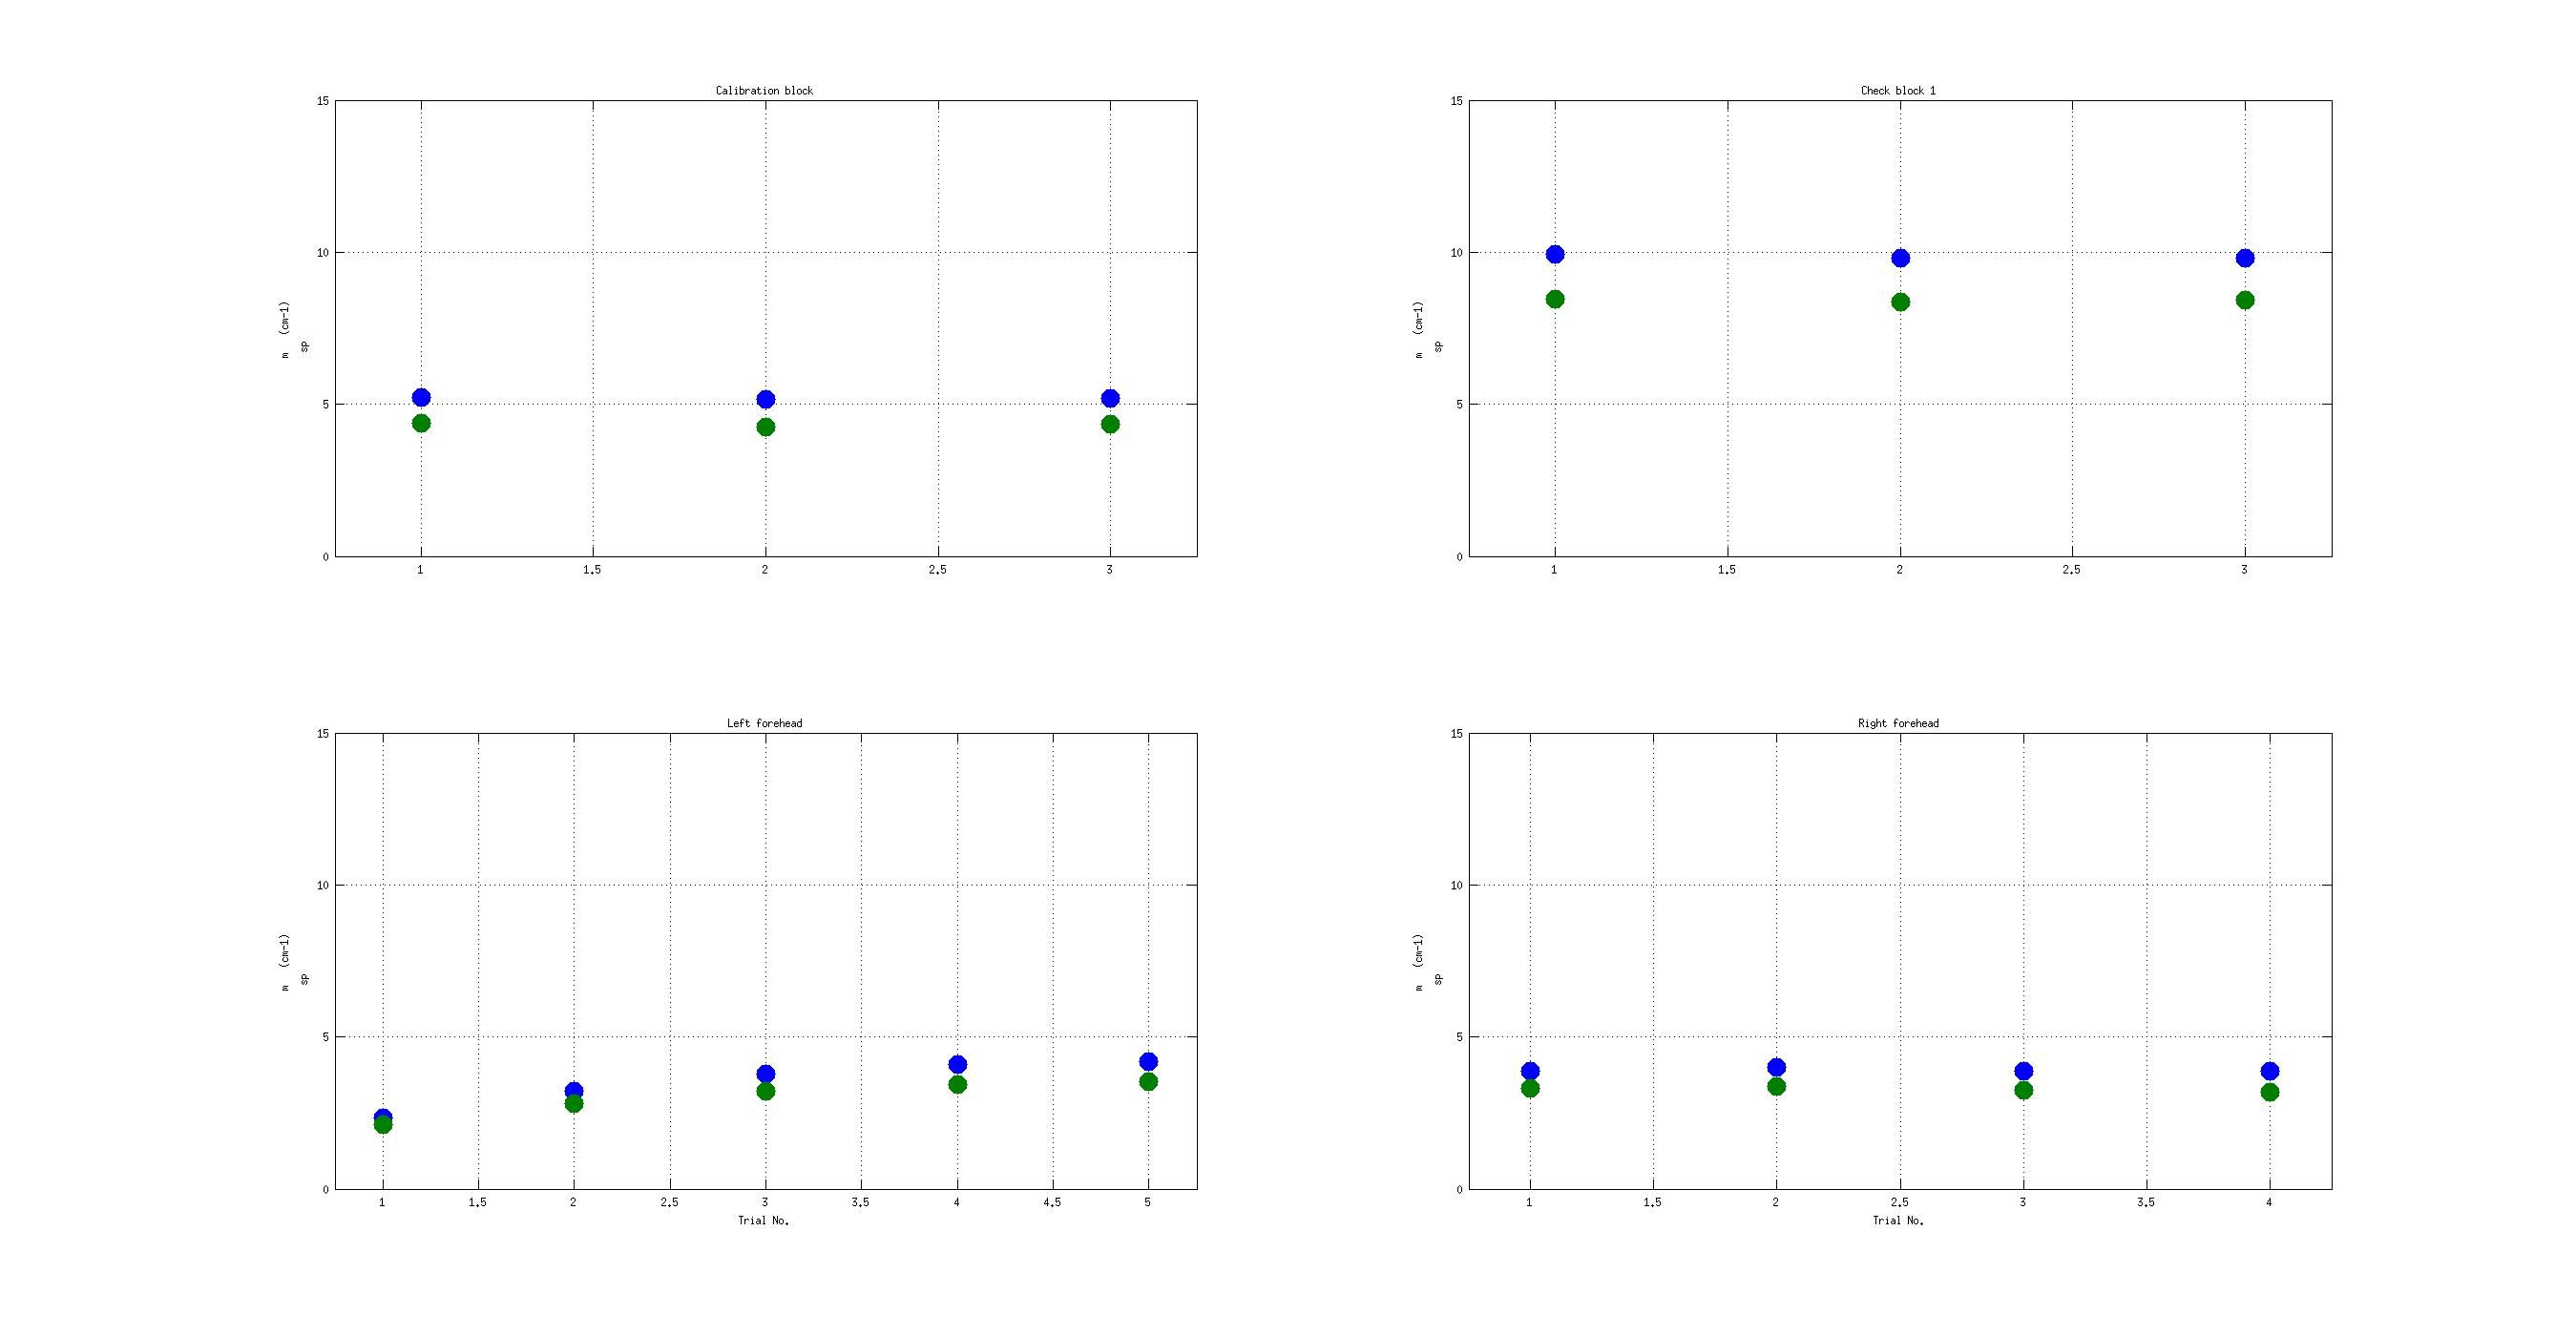 Calibration block
15
10
5
0
m sp (cm-1)
1 1.5 2 2.5 3
Check block 1
15
10
5
0
m sp (cm-1)
1 1.5 2 2.5 3
Left forehead
15
10
5
0
m sp (cm-1)
1 1.5 2 2.5 3 3.5 4 4.5 5
Trial No.
Right forehead
15
10
5
0
m sp (cm-1)
1 1.5 2 2.5 3 3.5 4
Trial No.